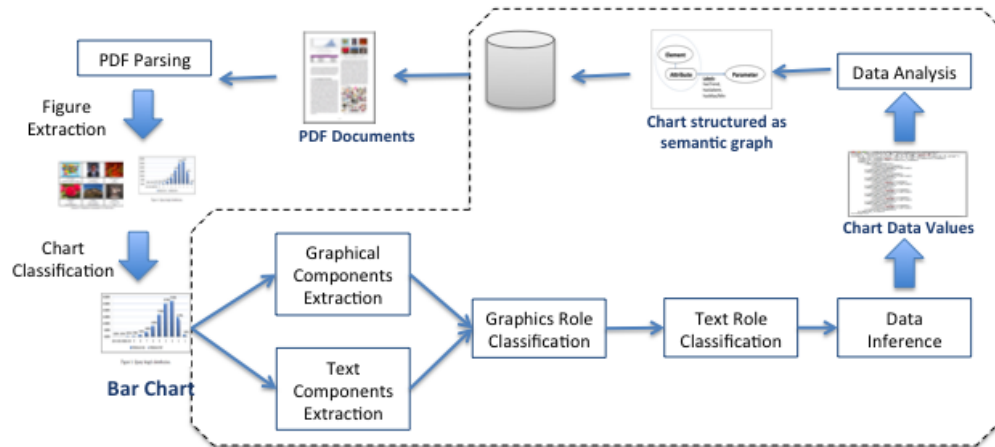 PDF Parsing
Figure
Extraction
PDF Documents
Element
Attribute
Parameter
Chart structured as
semantic graph
Data Analysis
Chart Data Values
Chart
Classification
Bar Chart
Graphical
Components
Extraction
Text
Components
Extraction
Graphics Role
Classification
Text Role
Classification
Data
Inference